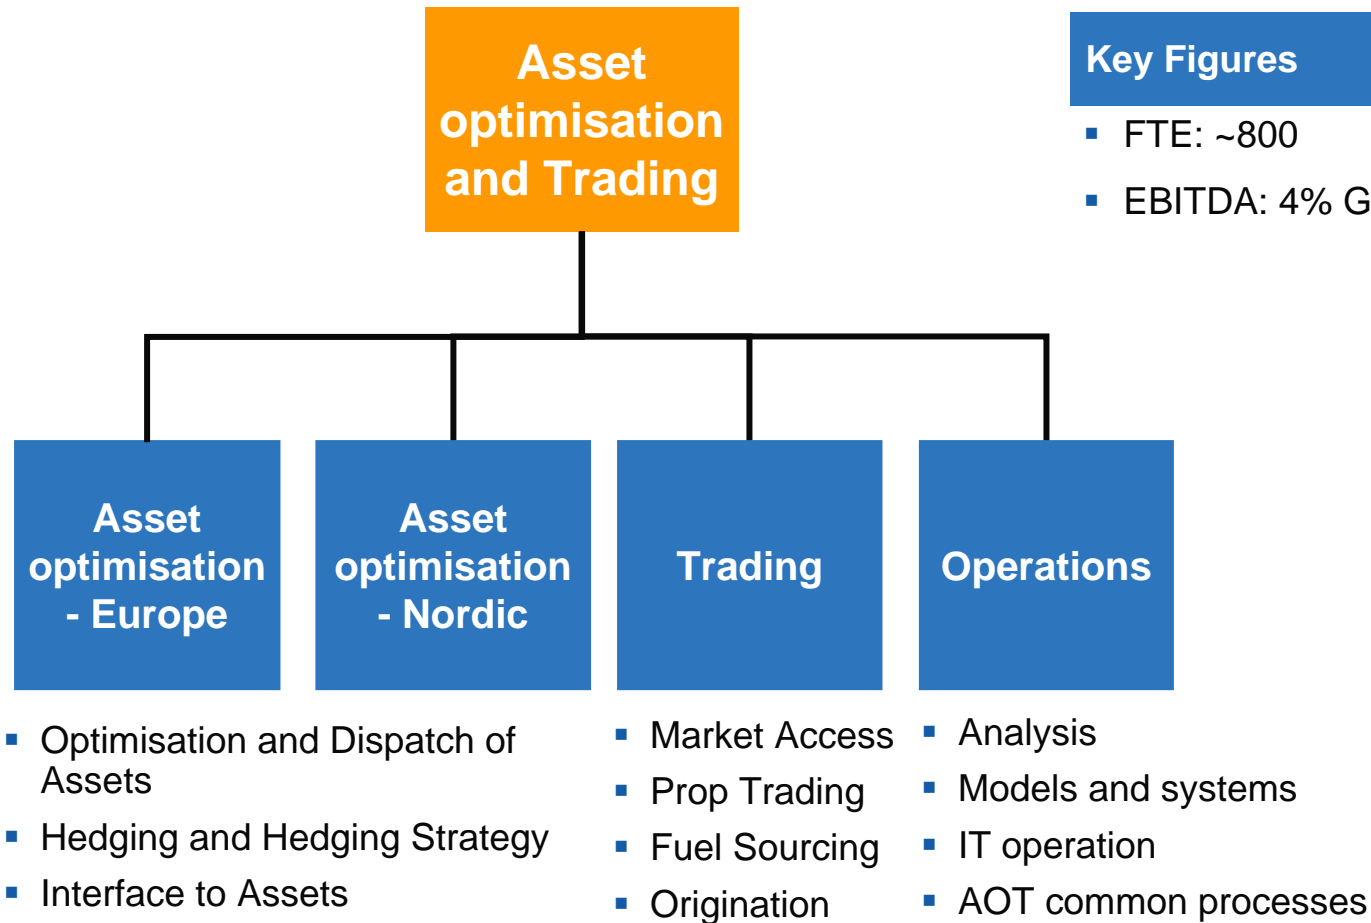 Asset
optimisation
and Trading
Key Figures
▪ FTE: ~800
▪ EBITDA: 4% G
Asset
optimisation
- Europe
Asset
optimisation
- Nordic
Trading
Operations
▪ Optimisation and Dispatch of
Assets
▪ Hedging and Hedging Strategy
▪ Interface to Assets
▪ Market Access
▪ Prop Trading
▪ Fuel Sourcing
▪ Origination
▪ Analysis
▪ Models and systems
▪ IT operation
▪ AOT common processes